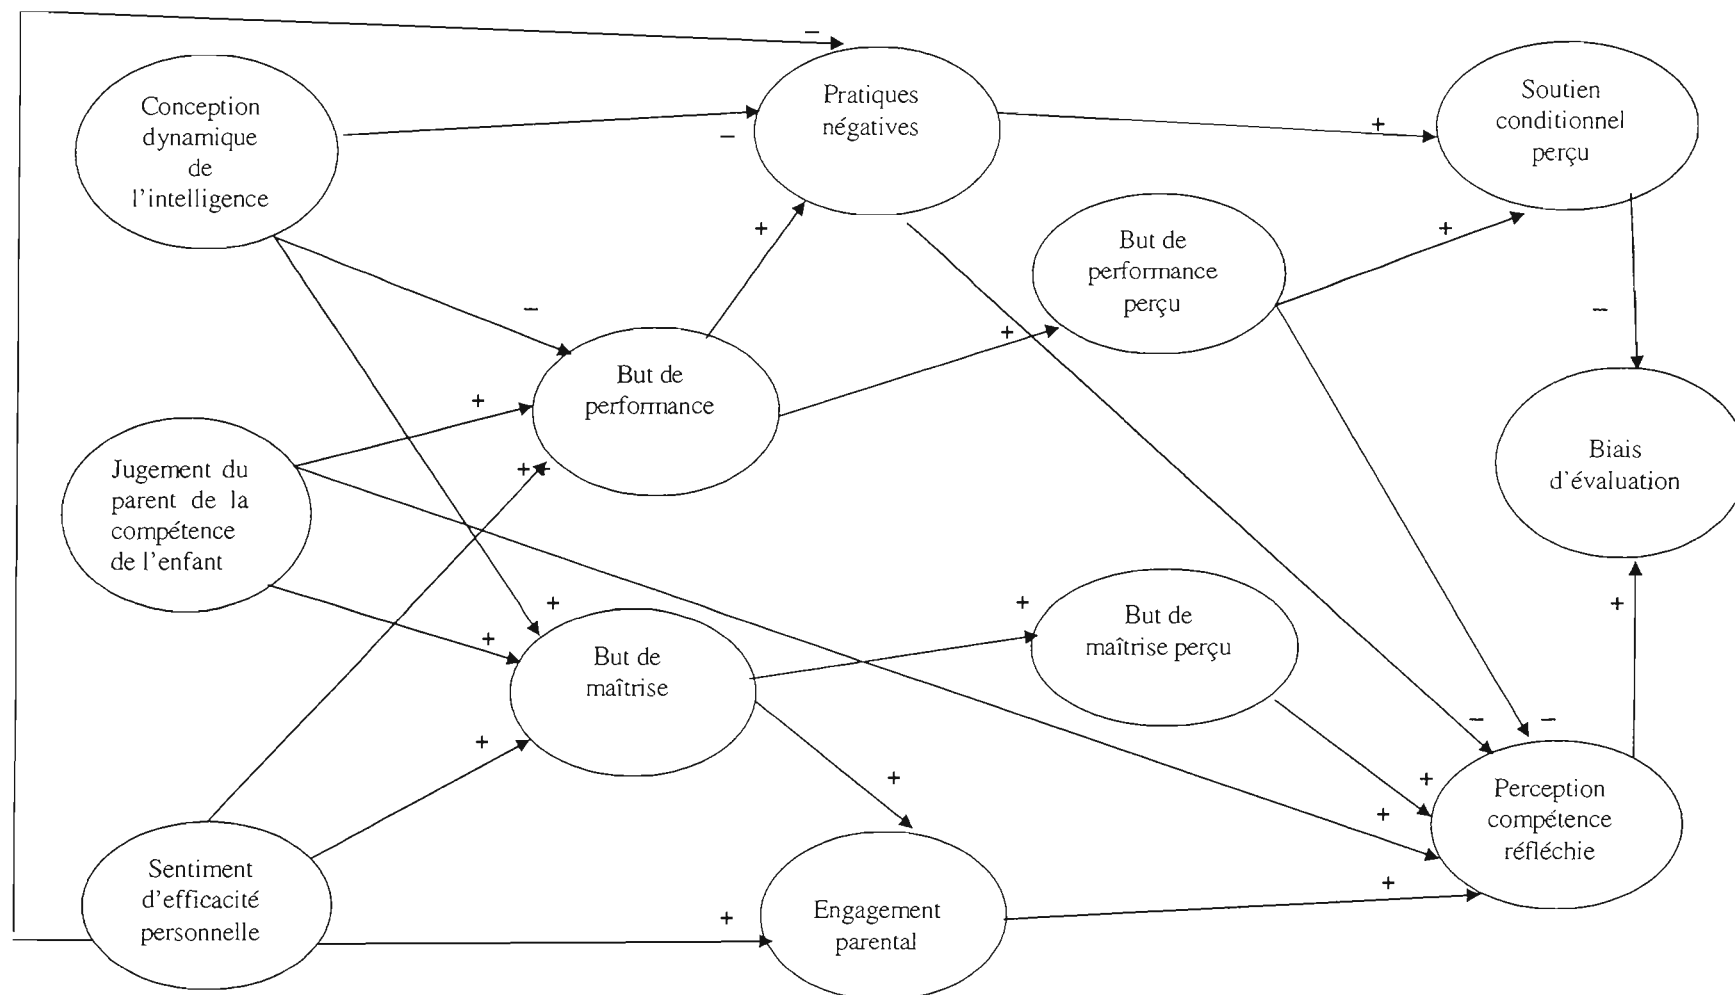 −
Conception
dynamique
de
l'intelligence
−
Pratiques
négatives
+
Soutien
conditionnel
perçu
+
But de
performance
perçu
+
−
−
But de
performance
+
+
Jugement du
parent de la
compétence
de l'enfant
++
Biais
d'évaluation
+
+
But de
maîtrise
+
But de
maîtrise perçu
+
+
−
−
+
+
+
Perception
compétence
réfléchie
Sentiment
d'efficacité
personnelle
+
Engagement
parental
+